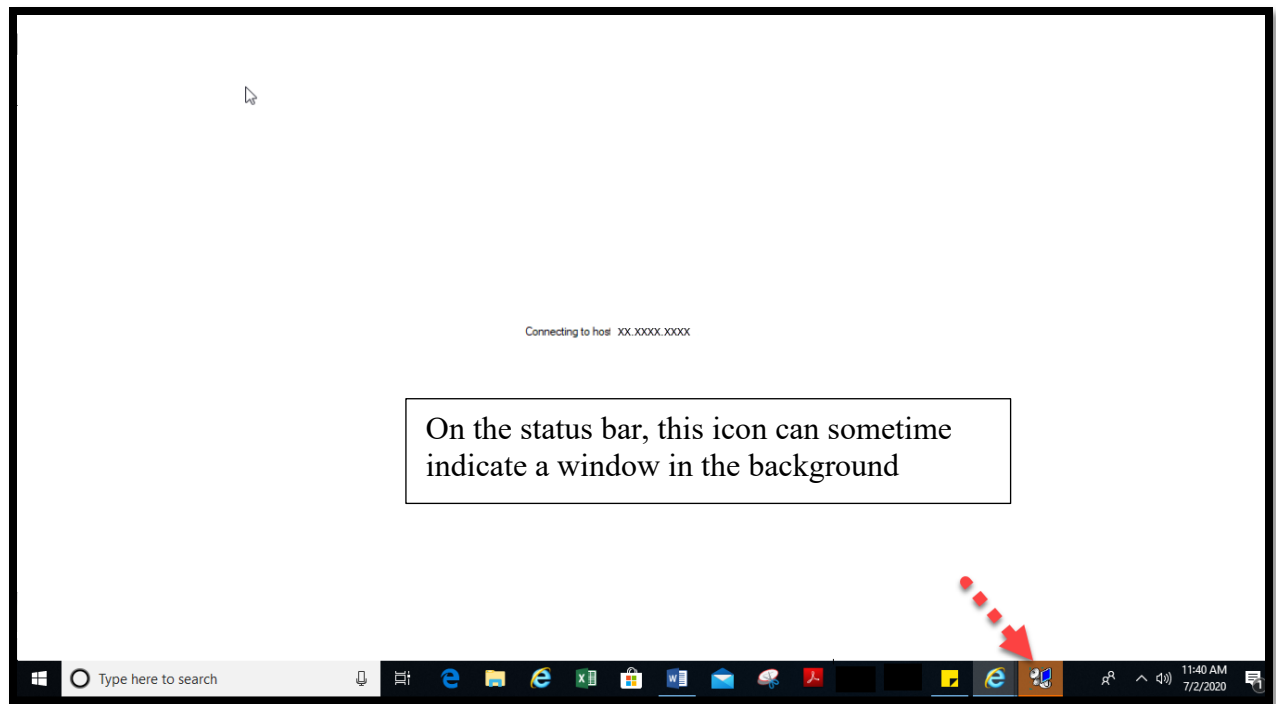 Connecting to host XX.XXXX.XXXX
On the status bar, this icon can sometime
indicate a window in the background
Type here to search
11:40 AM
7/2/2020
1